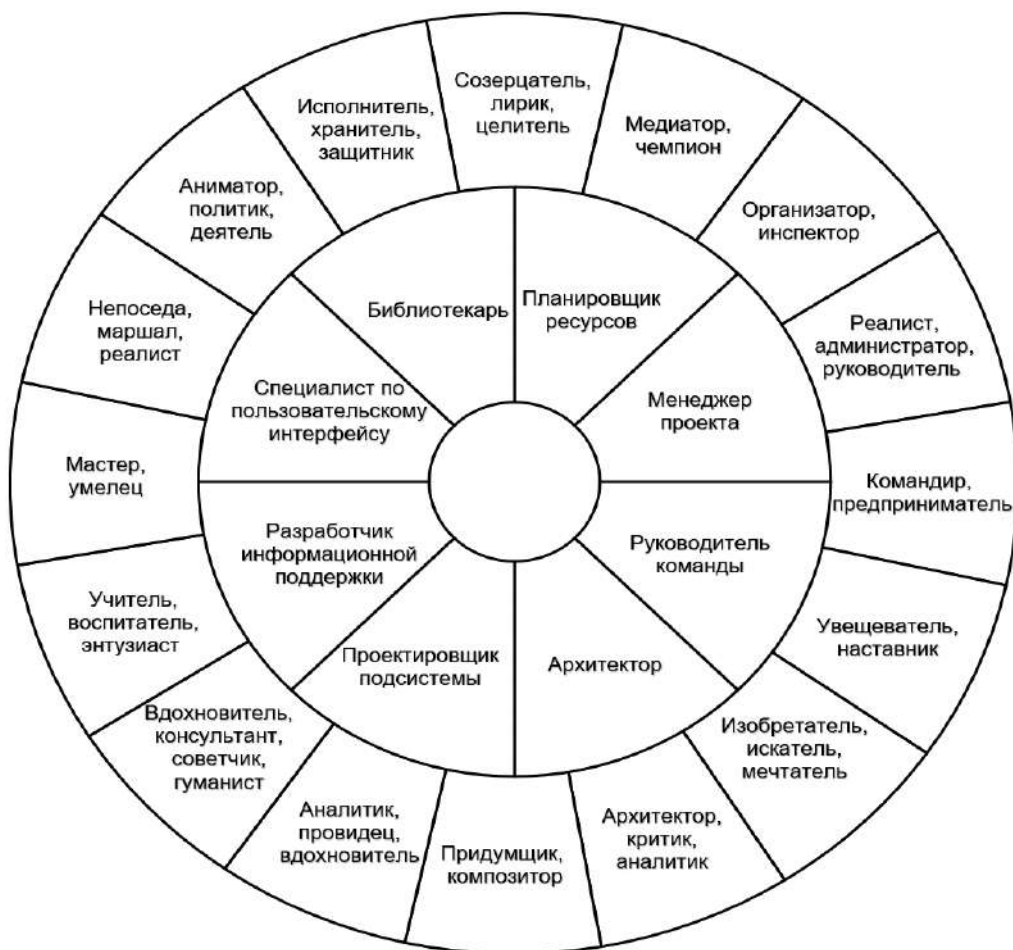 Созерцатель,
лирик,
целитель
Медиатор,
чемпион
Организатор,
инспектор
Реалист,
администратор,
руководитель
Командир,
предприниматель
Увещеватель,
наставник
Изобретатель,
искатель,
мечтатель
Архитектор,
критик,
аналитик
Придумщик,
композитор
Аналитик,
провидец,
вдохновитель
Вдохновитель,
консультант,
советчик,
гуманист
Учитель,
воспитатель,
энтузиаст
Мастер,
умелец
Непоседа,
маршал,
реалист
Аниматор,
политик,
деятель
Исполнитель,
хранитель,
защитник
Планировщик
ресурсов
Менеджер
проекта
Руководитель
команды
Архитектор
Проектировщик
подсистемы
Разработчик
информационной
поддержки
Специалист по
пользовательскому
интерфейсу
Библиотекарь